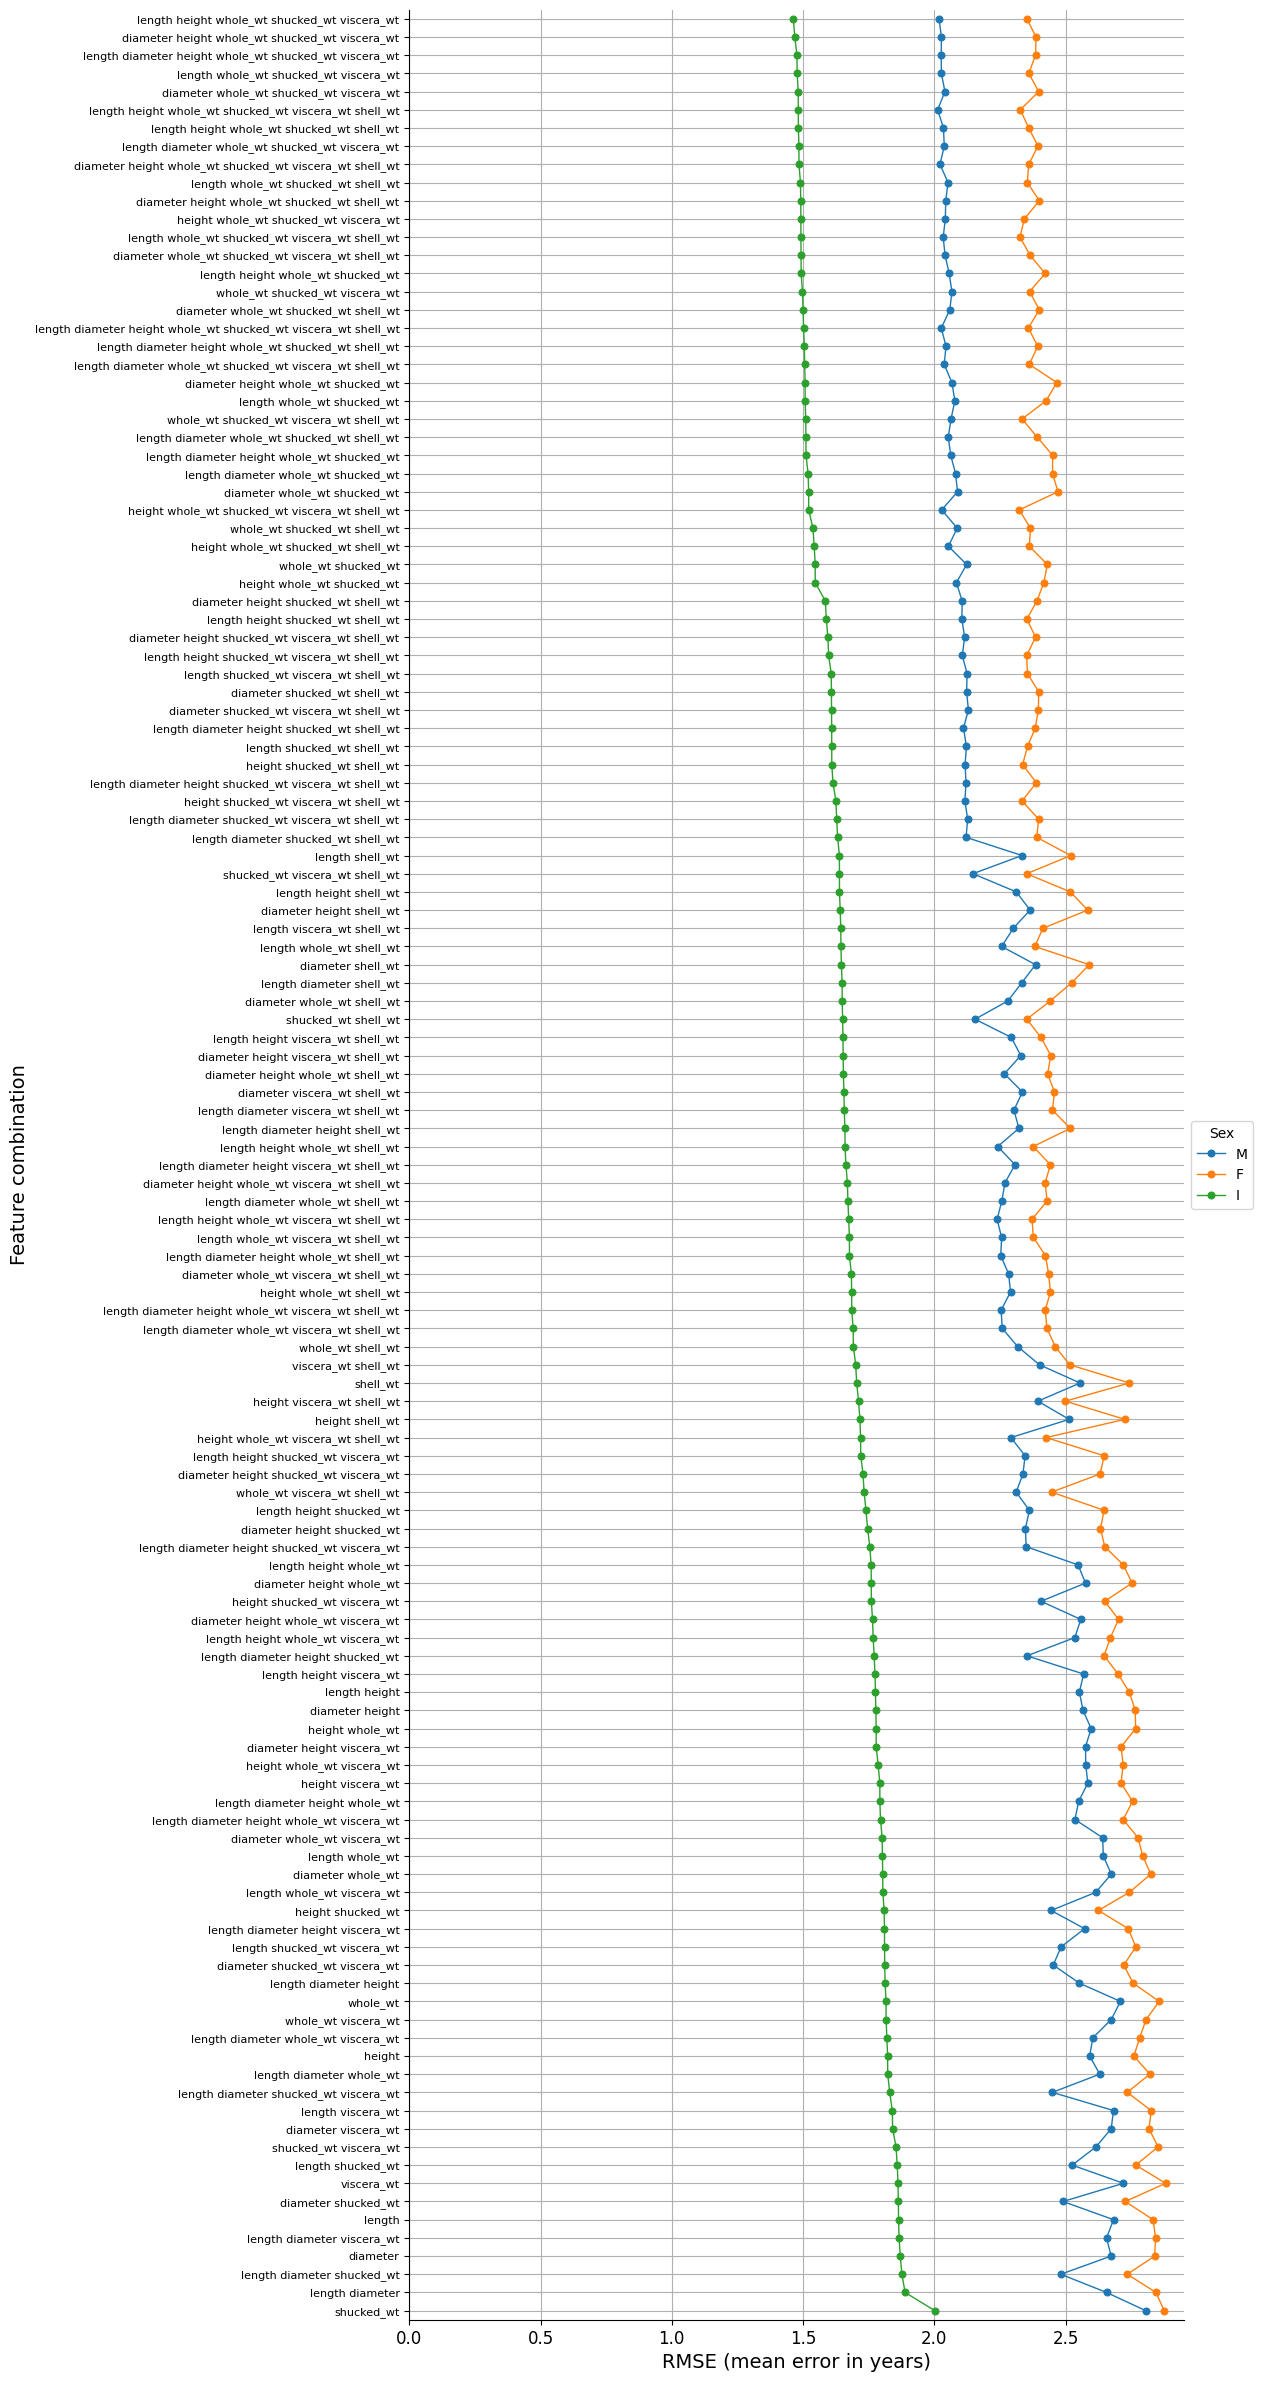 length height whole_wt shucked_wt viscera_wt
diameter height whole_wt shucked_wt viscera_wt
length diameter height whole_wt shucked_wt viscera_wt
length whole_wt shucked_wt viscera_wt
diameter whole_wt shucked_wt viscera_wt
length height whole_wt shucked_wt viscera_wt shell_wt
length height whole_wt shucked_wt shell_wt
length diameter whole_wt shucked_wt viscera_wt
diameter height whole_wt shucked_wt viscera_wt shell_wt
length whole_wt shucked_wt shell_wt
diameter height whole_wt shucked_wt shell_wt
height whole_wt shucked_wt viscera_wt
length whole_wt shucked_wt viscera_wt shell_wt
diameter whole_wt shucked_wt viscera_wt shell_wt
length height whole_wt shucked_wt
whole_wt shucked_wt viscera_wt
diameter whole_wt shucked_wt shell_wt
length diameter height whole_wt shucked_wt viscera_wt shell_wt
length diameter height whole_wt shucked_wt shell_wt
length diameter whole_wt shucked_wt viscera_wt shell_wt
diameter height whole_wt shucked_wt
length whole_wt shucked_wt
whole_wt shucked_wt viscera_wt shell_wt
length diameter whole_wt shucked_wt shell_wt
length diameter height whole_wt shucked_wt
length diameter whole_wt shucked_wt
diameter whole_wt shucked_wt
height whole_wt shucked_wt viscera_wt shell_wt
whole_wt shucked_wt shell_wt
height whole_wt shucked_wt shell_wt
whole_wt shucked_wt
height whole_wt shucked_wt
diameter height shucked_wt shell_wt
length height shucked_wt shell_wt
diameter height shucked_wt viscera_wt shell_wt
length height shucked_wt viscera_wt shell_wt
length shucked_wt viscera_wt shell_wt
diameter shucked_wt shell_wt
diameter shucked_wt viscera_wt shell_wt
length diameter height shucked_wt shell_wt
length shucked_wt shell_wt
height shucked_wt shell_wt
length diameter height shucked_wt viscera_wt shell_wt
height shucked_wt viscera_wt shell_wt
length diameter shucked_wt viscera_wt shell_wt
length diameter shucked_wt shell_wt
length shell_wt
shucked_wt viscera_wt shell_wt
length height shell_wt
diameter height shell_wt
length viscera_wt shell_wt
length whole_wt shell_wt
diameter shell_wt
length diameter shell_wt
diameter whole_wt shell_wt
shucked_wt shell_wt
length height viscera_wt shell_wt
diameter height viscera_wt shell_wt
diameter height whole_wt shell_wt
diameter viscera_wt shell_wt
length diameter viscera_wt shell_wt
length diameter height shell_wt
length height whole_wt shell_wt
length diameter height viscera_wt shell_wt
diameter height whole_wt viscera_wt shell_wt
length diameter whole_wt shell_wt
length height whole_wt viscera_wt shell_wt
length whole_wt viscera_wt shell_wt
length diameter height whole_wt shell_wt
diameter whole_wt viscera_wt shell_wt
height whole_wt shell_wt
length diameter height whole_wt viscera_wt shell_wt
length diameter whole_wt viscera_wt shell_wt
whole_wt shell_wt
viscera_wt shell_wt
shell_wt
height viscera_wt shell_wt
height shell_wt
height whole_wt viscera_wt shell_wt
length height shucked_wt viscera_wt
diameter height shucked_wt viscera_wt
whole_wt viscera_wt shell_wt
length height shucked_wt
diameter height shucked_wt
length diameter height shucked_wt viscera_wt
length height whole_wt
diameter height whole_wt
height shucked_wt viscera_wt
diameter height whole_wt viscera_wt
length height whole_wt viscera_wt
length diameter height shucked_wt
length height viscera_wt
length height
diameter height
height whole_wt
diameter height viscera_wt
height whole_wt viscera_wt
height viscera_wt
length diameter height whole_wt
length diameter height whole_wt viscera_wt
diameter whole_wt viscera_wt
length whole_wt
diameter whole_wt
length whole_wt viscera_wt
height shucked_wt
length diameter height viscera_wt
length shucked_wt viscera_wt
diameter shucked_wt viscera_wt
length diameter height
whole_wt
whole_wt viscera_wt
length diameter whole_wt viscera_wt
height
length diameter whole_wt
length diameter shucked_wt viscera_wt
length viscera_wt
diameter viscera_wt
shucked_wt viscera_wt
length shucked_wt
viscera_wt
diameter shucked_wt
length
length diameter viscera_wt
diameter
length diameter shucked_wt
length diameter
shucked_wt
Feature combination
0.0 0.5 1.0 1.5 2.0 2.5
RMSE (mean error in years)
Sex
M
F
I